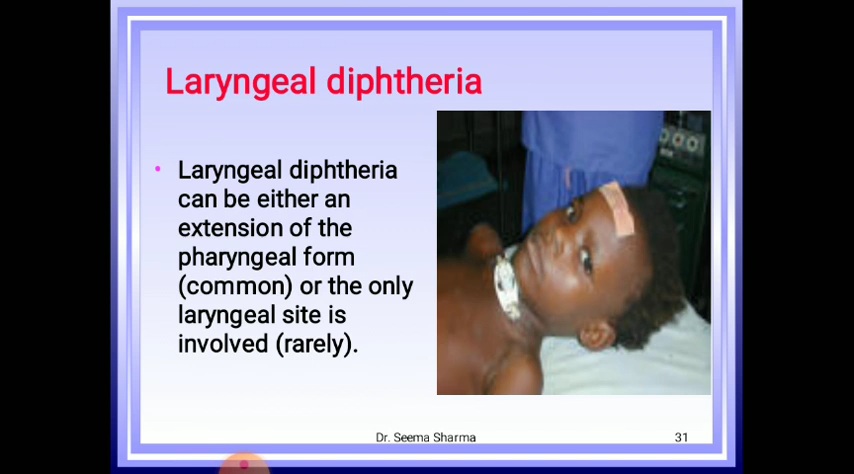 Laryngeal diphtheria
• Laryngeal diphtheria
can be either an
extension of the
pharyngeal form
(common) or the only
laryngeal site is
involved (rarely).
Dr. Seema Sharma
31